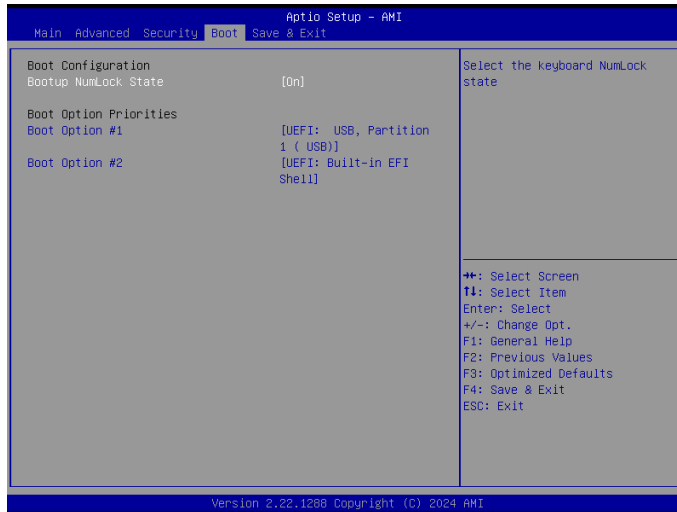 Aptio Setup – AMI
Main Advanced Security Boot Save & Exit
Boot Configuration
Bootup NumLock State [On]
Boot Option Priorities
Boot Option #1 [UEFI: USB, Partition
1 ( USB)]
Boot Option #2 [UEFI: Built-in EFI
Shell]
Select the keyboard NumLock
state
→←: Select Screen
↑↓: Select Item
Enter: Select
+/-: Change Opt.
F1: General Help
F2: Previous Values
F3: Optimized Defaults
F4: Save & Exit
ESC: Exit
Version 2.22.1288 Copyright (C) 2024 AMI